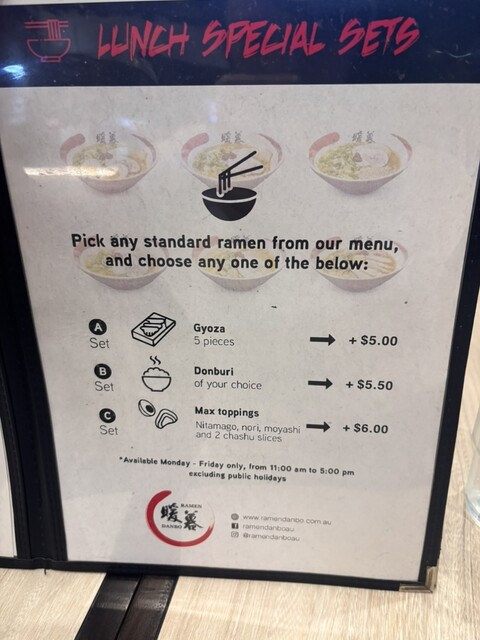 LUNCH SPECIAL SETS
Pick any standard ramen from our menu,
and choose any one of the below:
A Gyoza
Set 5 pieces + $5.00
B Donburi
Set of your choice + $5.50
C Max toppings
Set Nitamago, nori, moyashi + $6.00
and 2 chashu slices
*Available Monday - Friday only, from 11:00 am to 5:00 pm
excluding public holidays
暖暮
RAMEN
DANBO
www.ramendanbo.com.au
ramendanboau
@ramendanboau